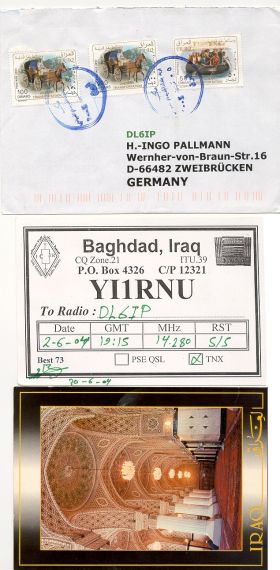 100
DL6IP
H.-INGO PALLMANN
Wernher-von-Braun-Str.16
D-66482 ZWEIBRÜCKEN
GERMANY
Baghdad, Iraq
CQ Zone.21 ITU.39
P.O. Box 4326 C/P 12321
YI1RNU
To Radio : DL6IP
Date GMT MHz RST
2-6-04 19:15 14.280 5/5
Best 73 PSE QSL TNX
20-6-04
IRAQ